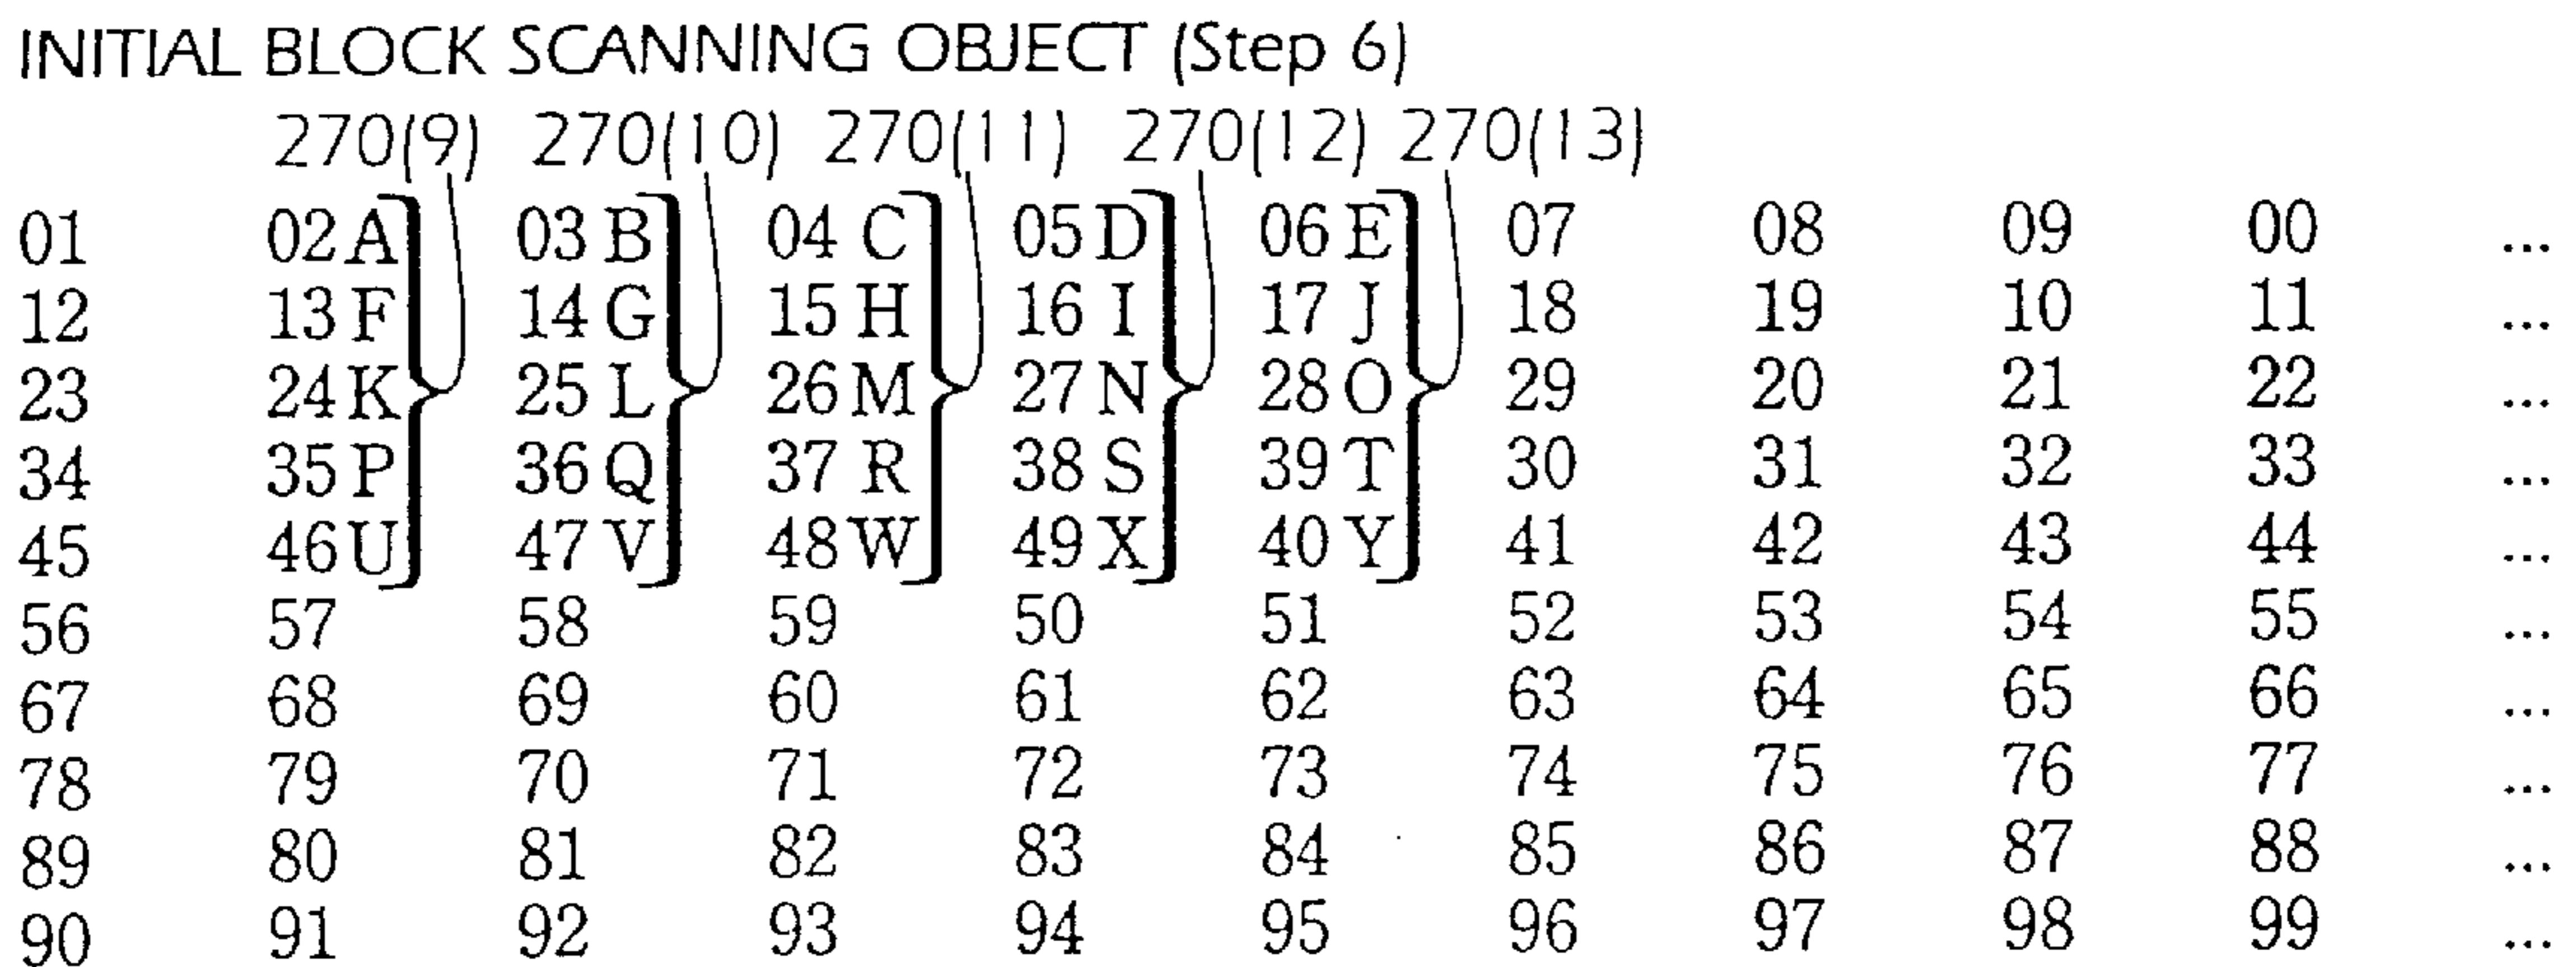 INITIAL BLOCK SCANNING OBJECT (Step 6)
270(9) 270(10) 270(11) 270(12) 270(13)
01 02 A 03 B 04 C 05 D 06 E 07 08 09 00 ...
12 13 F 14 G 15 H 16 I 17 J 18 19 10 11 ...
23 24 K 25 L 26 M 27 N 28 O 29 20 21 22 ...
34 35 P 36 Q 37 R 38 S 39 T 30 31 32 33 ...
45 46 U 47 V 48 W 49 X 40 Y 41 42 43 44 ...
56 57 58 59 50 51 52 53 54 55 ...
67 68 69 60 61 62 63 64 65 66 ...
78 79 70 71 72 73 74 75 76 77 ...
89 80 81 82 83 84 85 86 87 88 ...
90 91 92 93 94 95 96 97 98 99 ...